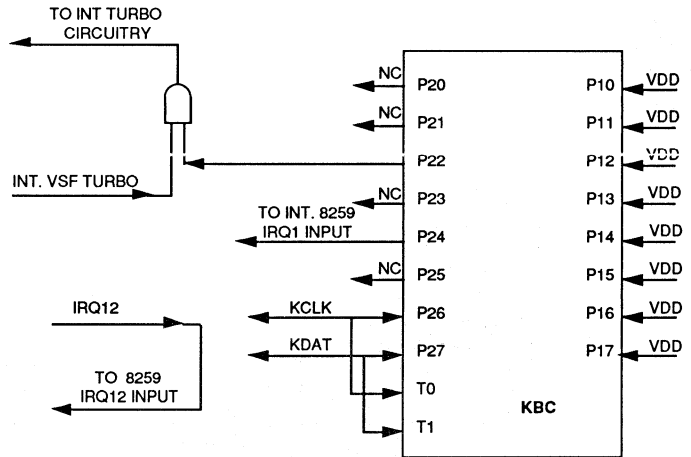 TO INT TURBO
CIRCUITRY
NC P20 P10 VDD
NC P21 P11 VDD
P22 P12 VDD
INT. VSF TURBO
NC P23 P13 VDD
TO INT. 8259
IRQ1 INPUT
P24 P14 VDD
NC P25 P15 VDD
IRQ12
KCLK P26 P16 VDD
KDAT P27 P17 VDD
TO 8259
IRQ12 INPUT
T0
KBC
T1